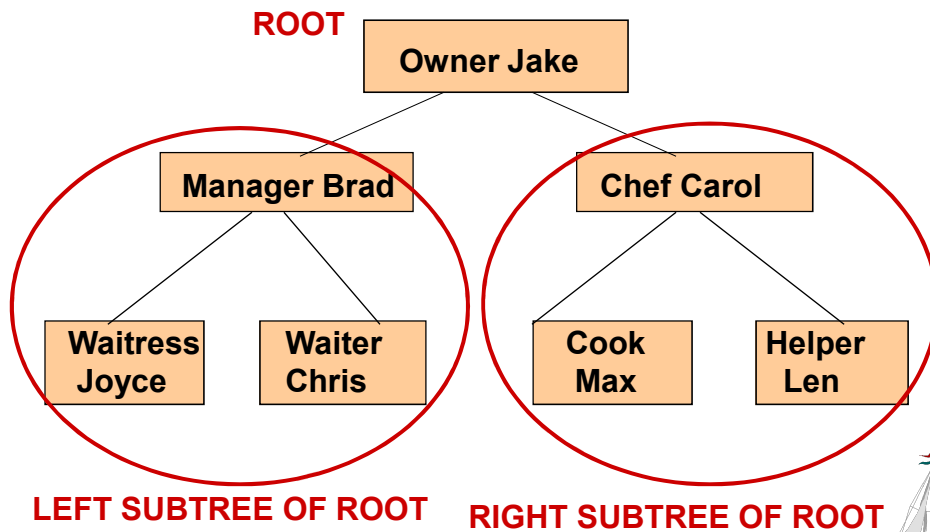 ROOT
Owner Jake
Manager Brad
Chef Carol
Waitress
Joyce
Waiter
Chris
Cook
Max
Helper
Len
LEFT SUBTREE OF ROOT
RIGHT SUBTREE OF ROOT